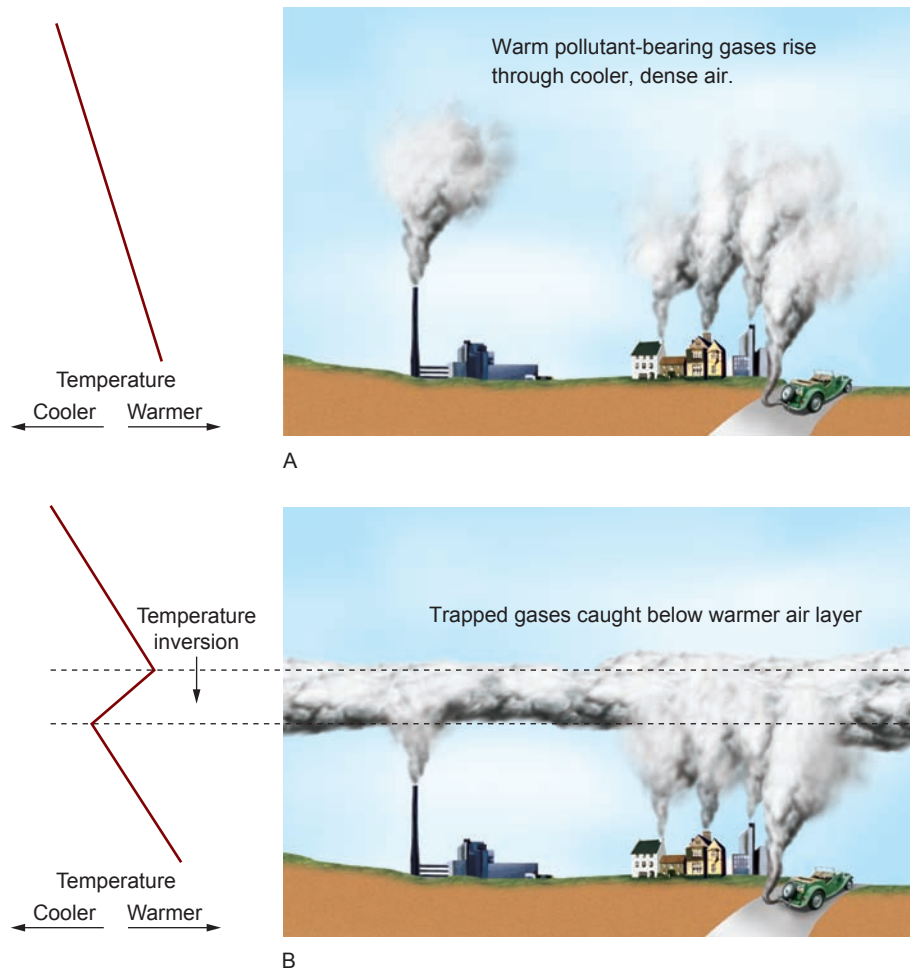 Warm pollutant-bearing gases rise
through cooler, dense air.
Temperature
Cooler Warmer
A
Temperature
inversion
Trapped gases caught below warmer air layer
Temperature
Cooler Warmer
B